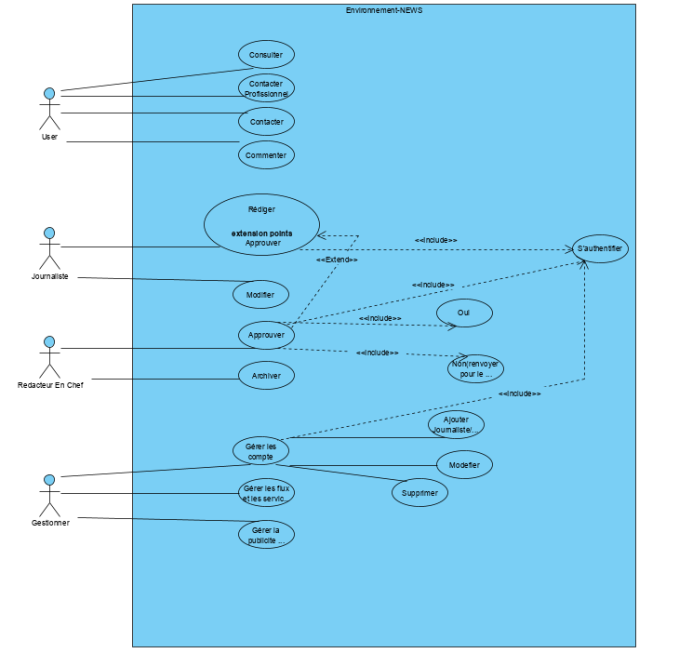 Environnement-NEWS
Consulter
Contacter
Profissionnel
Contacter
Commenter
User
Rédiger
extension points
Approuver
<<Include>>
S'authentifier
<<Extend>>
Journaliste
Modifier
<<Include>>
Oui
<<Include>>
Approuver
<<Include>>
Non(renvoyer
pour le ...
Redacteur En Chef
Archiver
<<Include>>
Ajouter
Journaliste/...
Gérer les
compte
Modefier
Gérer les flux
et les servic...
Supprimer
Gestionner
Gérer la
publicite ...